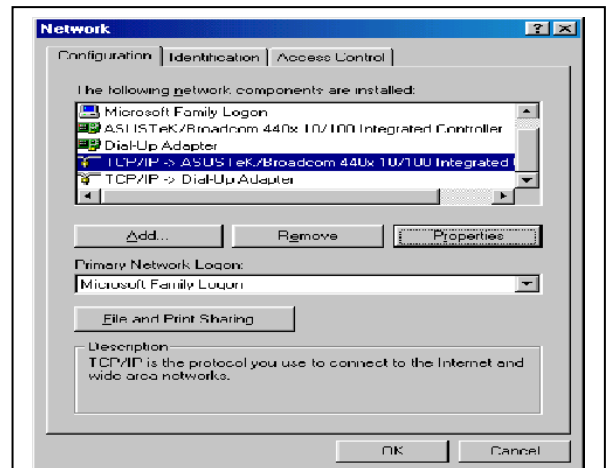 Network
Configuration Identification Access Control
The following network components are installed:
Microsoft Family Logon
ASUSTeK/Broadcom 440x 10/100 Integrated Controller
Dial-Up Adapter
TCP/IP -> ASUSTeK/Broadcom 440x 10/100 Integrated
TCP/IP -> Dial-Up Adapter
Add... Remove Properties
Primary Network Logon:
Microsoft Family Logon
File and Print Sharing
Description
TCP/IP is the protocol you use to connect to the Internet and
wide area networks.
OK Cancel